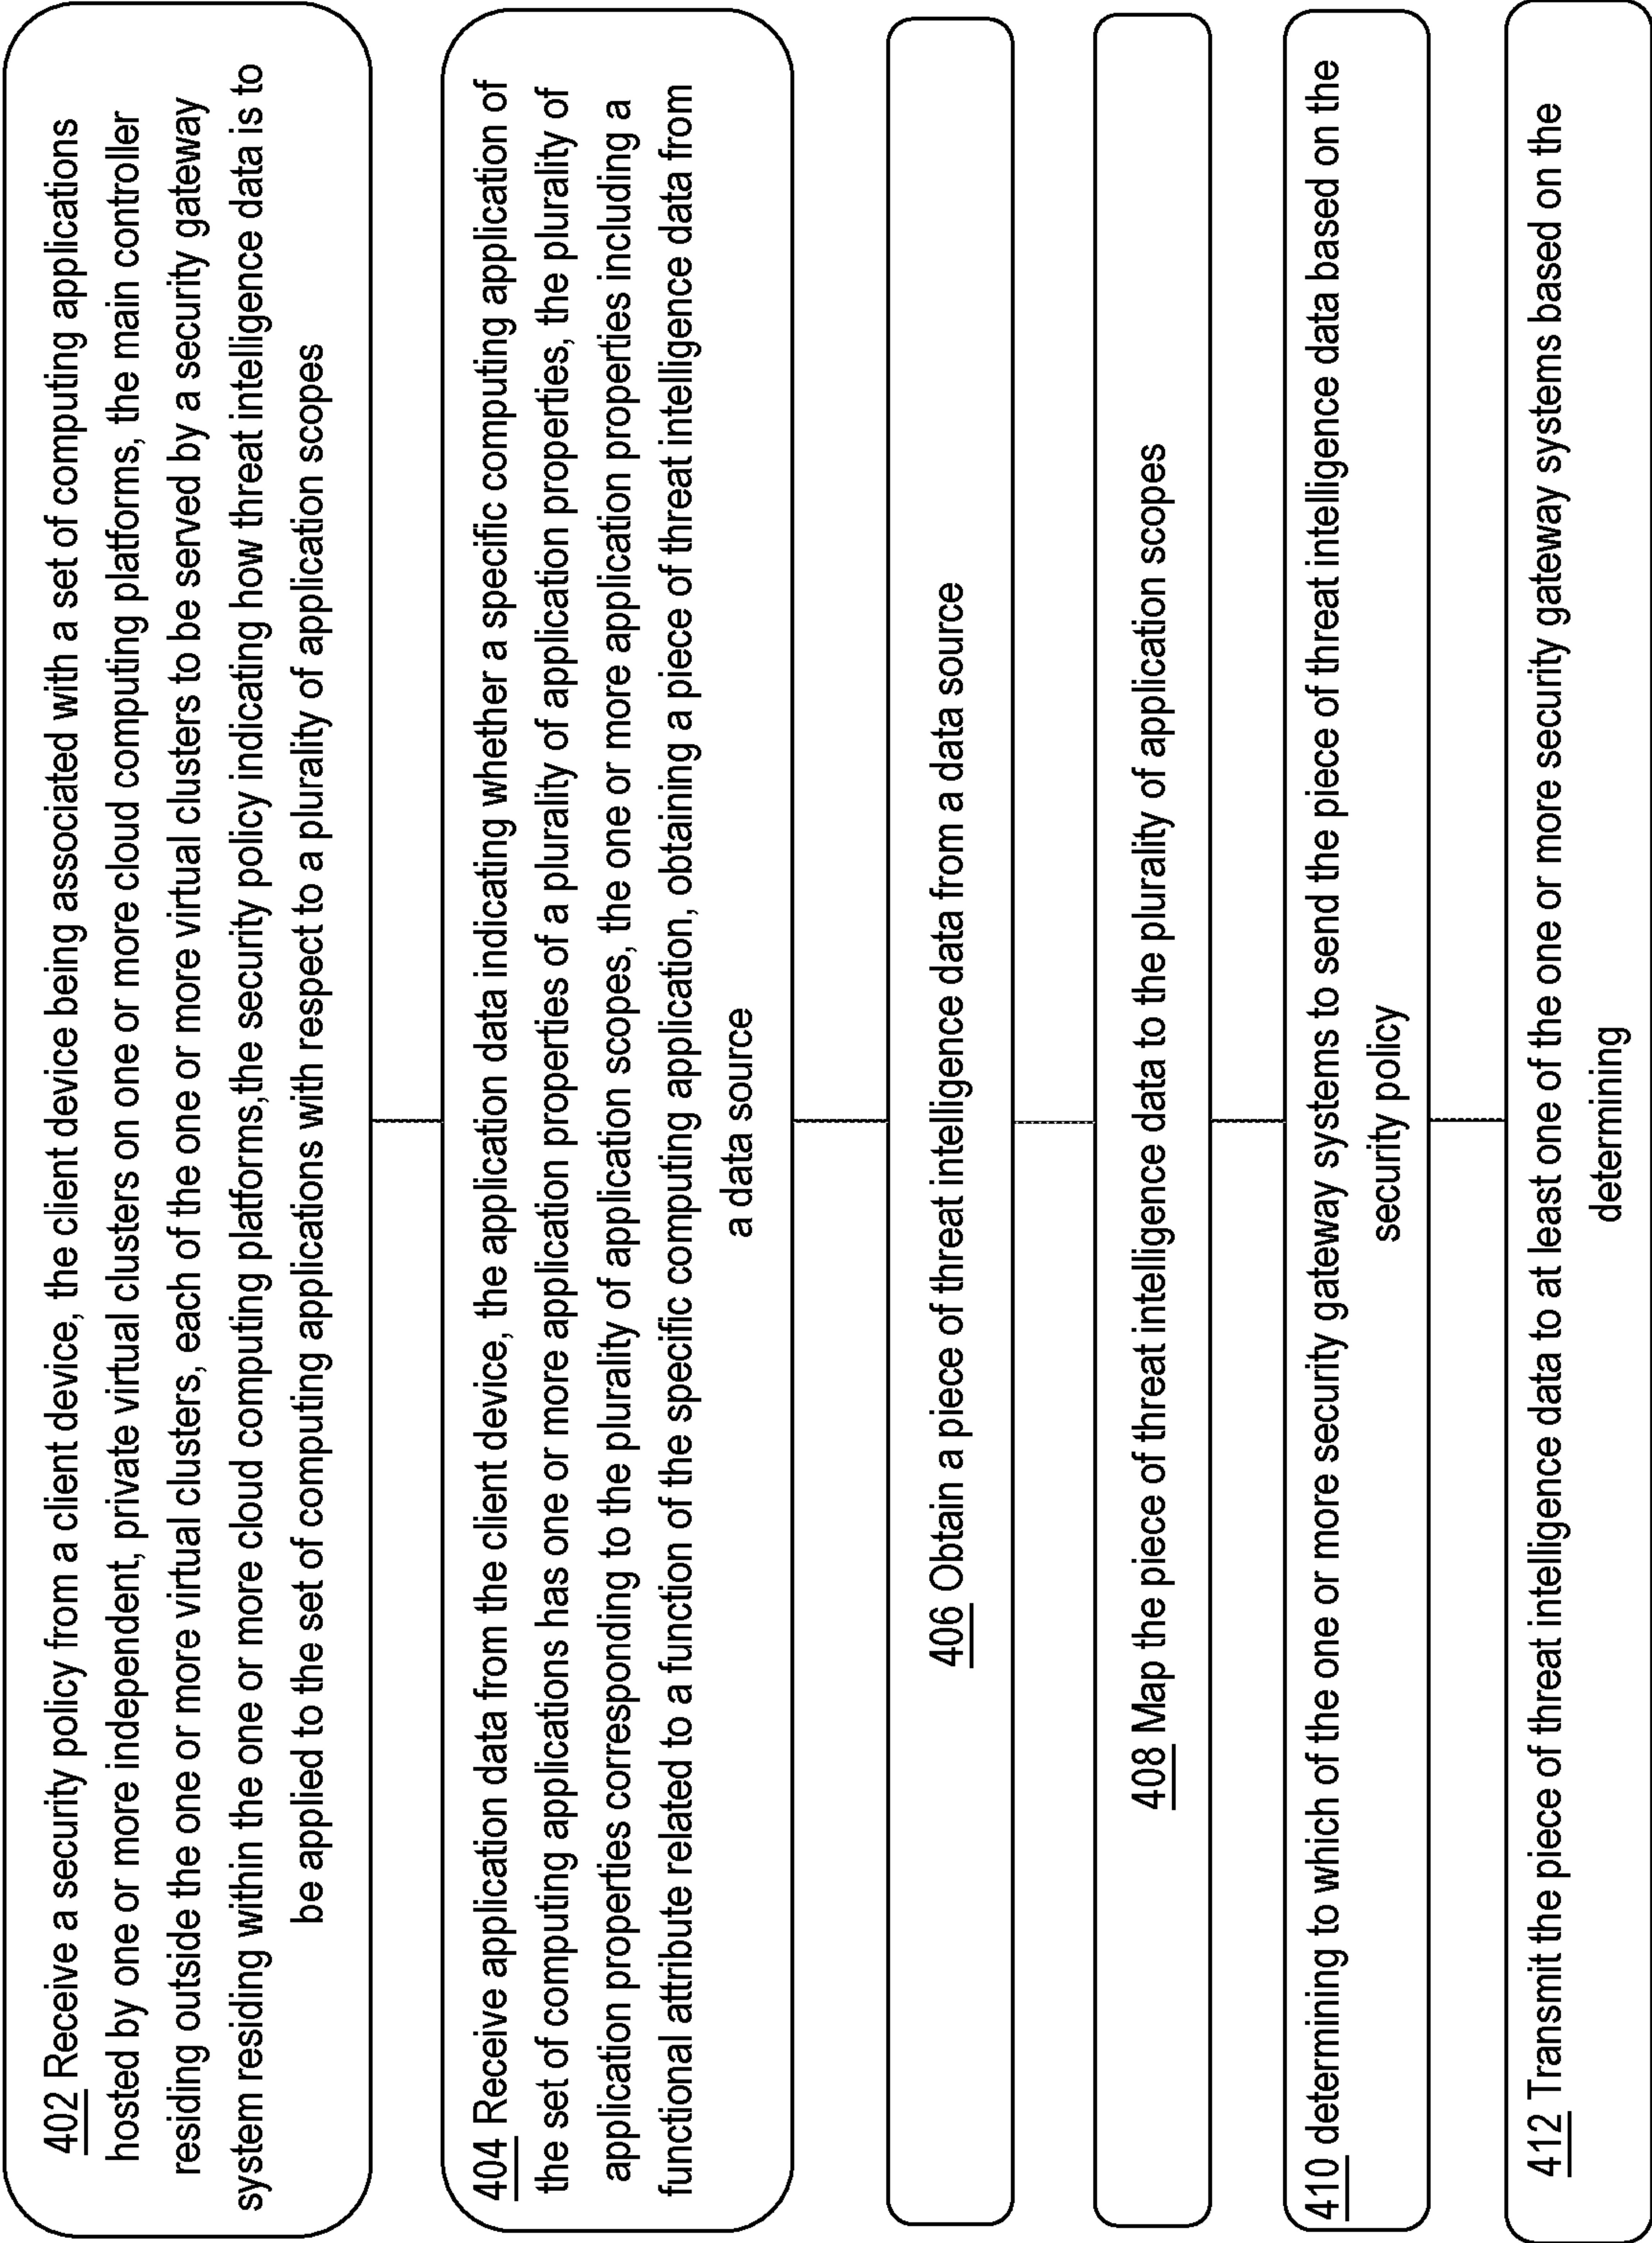 402 Receive a security policy from a client device, the client device being associated with a set of computing applications
hosted by one or more independent, private virtual clusters on one or more cloud computing platforms, the main controller
residing outside the one or more virtual clusters, each of the one or more virtual clusters to be served by a security gateway
system residing within the one or more cloud computing platforms,the security policy indicating how threat intelligence data is to
be applied to the set of computing applications with respect to a plurality of application scopes
404 Receive application data from the client device, the application data indicating whether a specific computing application of
the set of computing applications has one or more application properties of a plurality of application properties, the plurality of
application properties corresponding to the plurality of application scopes, the one or more application properties including a
functional attribute related to a function of the specific computing application, obtaining a piece of threat intelligence data from
a data source
406 Obtain a piece of threat intelligence data from a data source
408 Map the piece of threat intelligence data to the plurality of application scopes
410 determining to which of the one or more security gateway systems to send the piece of threat intelligence data based on the
security policy
412 Transmit the piece of threat intelligence data to at least one of the one or more security gateway systems based on the
determining